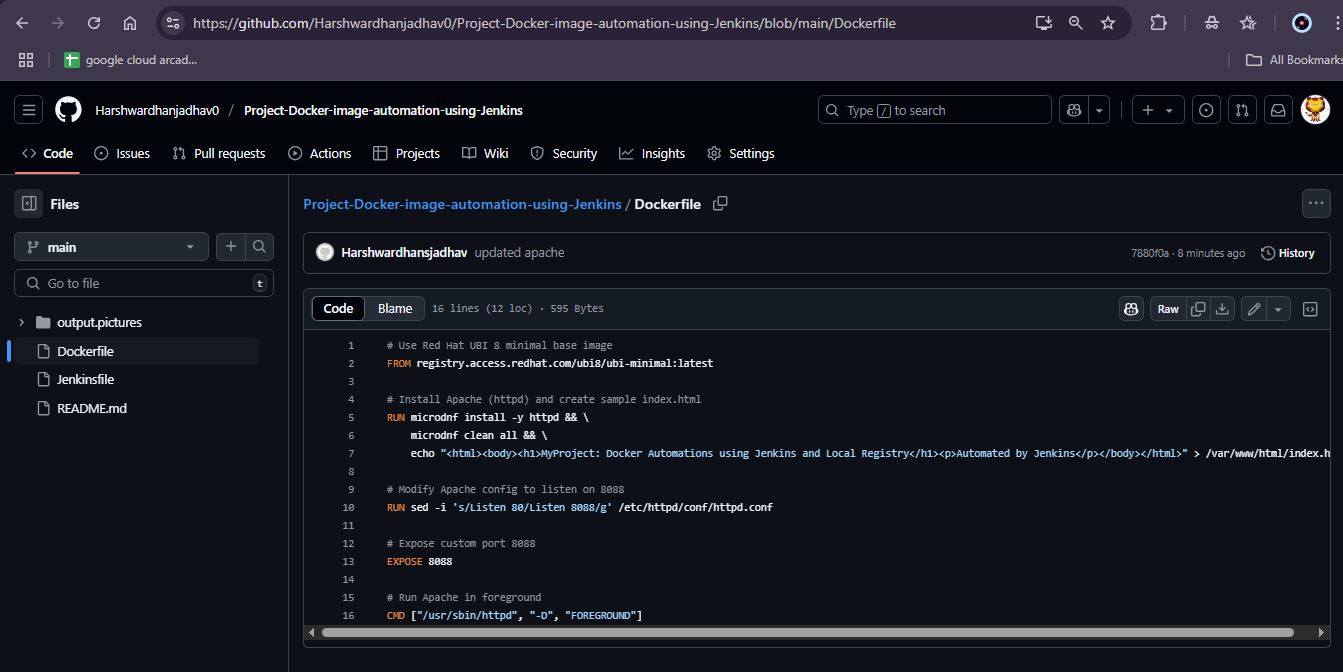 https://github.com/Harshwardhanjadhav0/Project-Docker-image-automation-using-Jenkins/blob/main/Dockerfile
google cloud arcad...
All Bookmarks
Harshwardhanjadhav0 / Project-Docker-image-automation-using-Jenkins
Type / to search
Code Issues Pull requests Actions Projects Wiki Security Insights Settings
Files
main
Go to file t
output.pictures
Dockerfile
Jenkinsfile
README.md
Project-Docker-image-automation-using-Jenkins / Dockerfile
Harshwardhansjadhav updated apache 7880f0a · 8 minutes ago History
Code Blame 16 lines (12 loc) · 595 Bytes Raw
1 # Use Red Hat UBI 8 minimal base image
2 FROM registry.access.redhat.com/ubi8/ubi-minimal:latest
3
4 # Install Apache (httpd) and create sample index.html
5 RUN microdnf install -y httpd && \
6 microdnf clean all && \
7 echo "<html><body><h1>MyProject: Docker Automations using Jenkins and Local Registry</h1><p>Automated by Jenkins</p></body></html>" > /var/www/html/index.h
8
9 # Modify Apache config to listen on 8088
10 RUN sed -i 's/Listen 80/Listen 8088/g' /etc/httpd/conf/httpd.conf
11
12 # Expose custom port 8088
13 EXPOSE 8088
14
15 # Run Apache in foreground
16 CMD ["/usr/sbin/httpd", "-D", "FOREGROUND"]